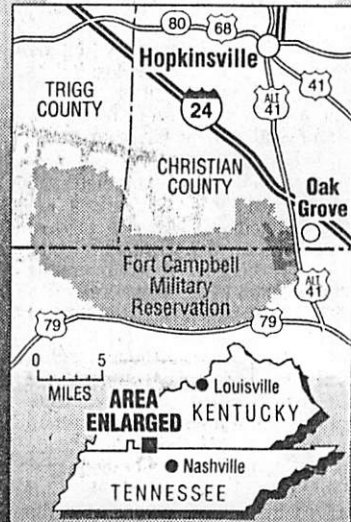 80
68
Hopkinsville
41
ALT
41
TRIGG
COUNTY
24
CHRISTIAN
COUNTY
Oak
Grove
Fort Campbell
Military
Reservation
ALT
41
79
79
0 5
MILES
AREA
ENLARGED
Louisville
KENTUCKY
Nashville
TENNESSEE